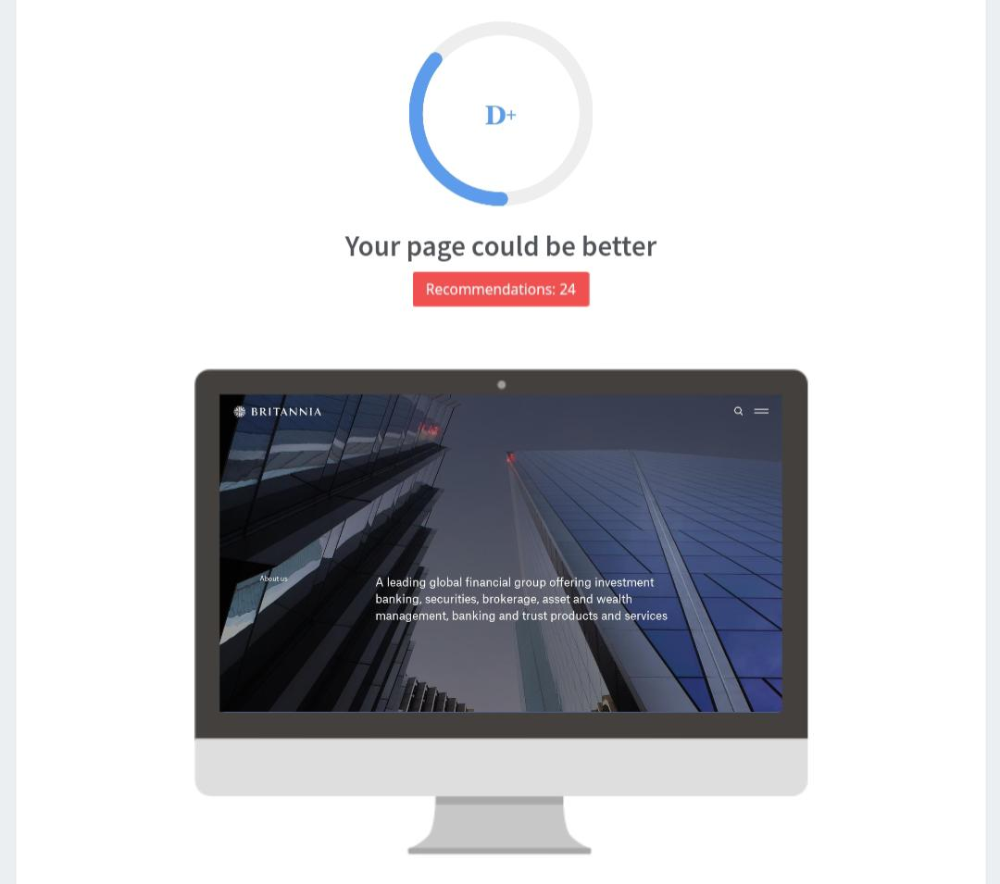 D+
Your page could be better
Recommendations: 24
BRITANNIA
About us
A leading global financial group offering investment
banking, securities, brokerage, asset and wealth
management, banking and trust products and services